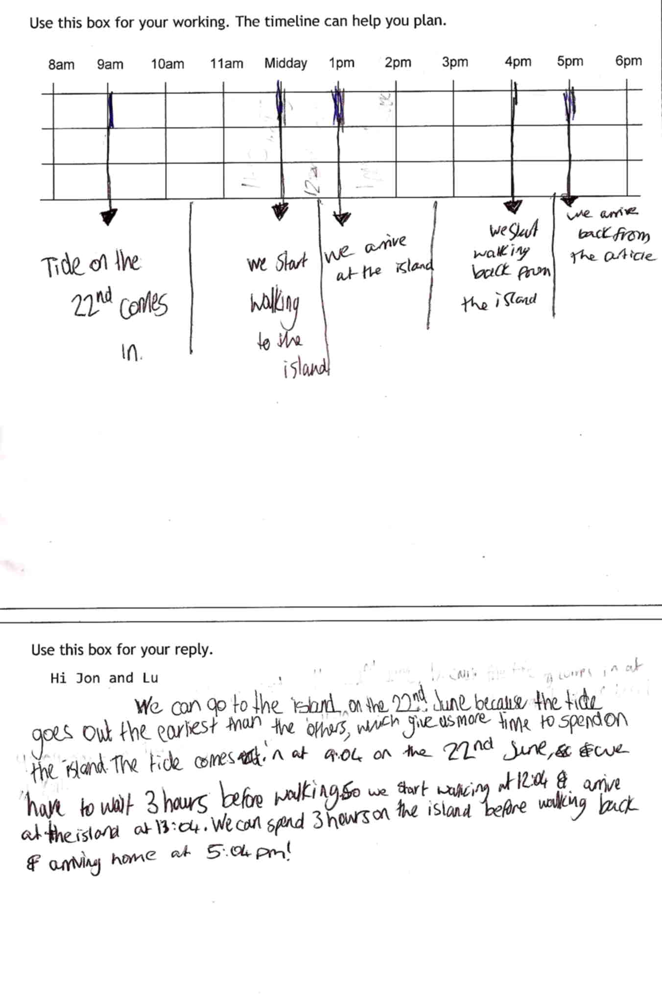 Use this box for your working. The timeline can help you plan.
8am 9am 10am 11am Midday 1pm 2pm 3pm 4pm 5pm 6pm
Tide on the
22nd comes
in.
we start
walking
to the
island
we arrive
at the island
we start
walking
back from
the island
we arrive
back from
the article
Use this box for your reply.
in at
Hi Jon and Lu
We can go to the island on the 22nd June because the tide
goes out the earliest than the others, which give us more time to spend on
the island. The tide comes in at 9:04 on the 22nd June, & we
have to wait 3 hours before walking So we start walking at 12:04 & arrive
at the island at 13:04. We can spend 3 hours on the island before walking back
& arriving home at 5:04 pm!